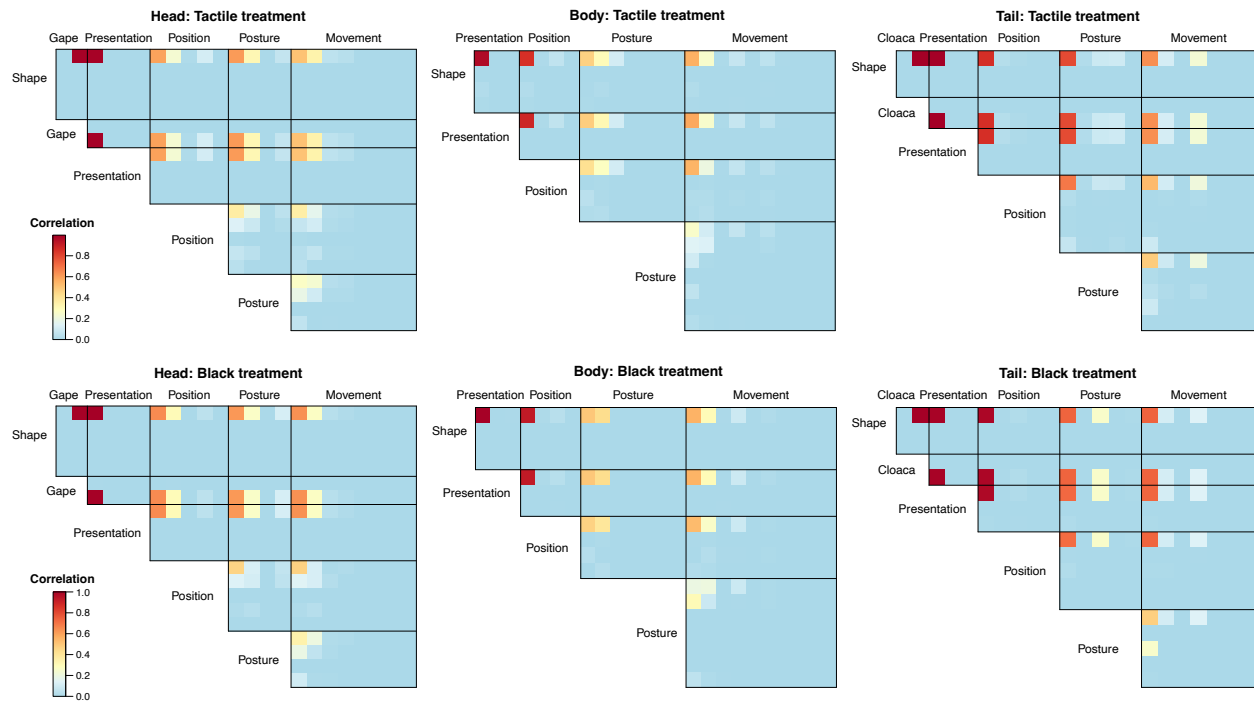 Head: Tactile treatment
Gape Presentation Position Posture Movement
Shape
Gape
Presentation
Position
Posture
Correlation
0.8
0.6
0.4
0.2
0.0
Body: Tactile treatment
Presentation Position Posture Movement
Shape
Presentation
Position
Posture
Tail: Tactile treatment
Cloaca Presentation Position Posture Movement
Shape
Cloaca
Presentation
Position
Posture
Head: Black treatment
Gape Presentation Position Posture Movement
Shape
Gape
Presentation
Position
Posture
Correlation
1.0
0.8
0.6
0.4
0.2
0.0
Body: Black treatment
Presentation Position Posture Movement
Shape
Presentation
Position
Posture
Tail: Black treatment
Cloaca Presentation Position Posture Movement
Shape
Cloaca
Presentation
Position
Posture